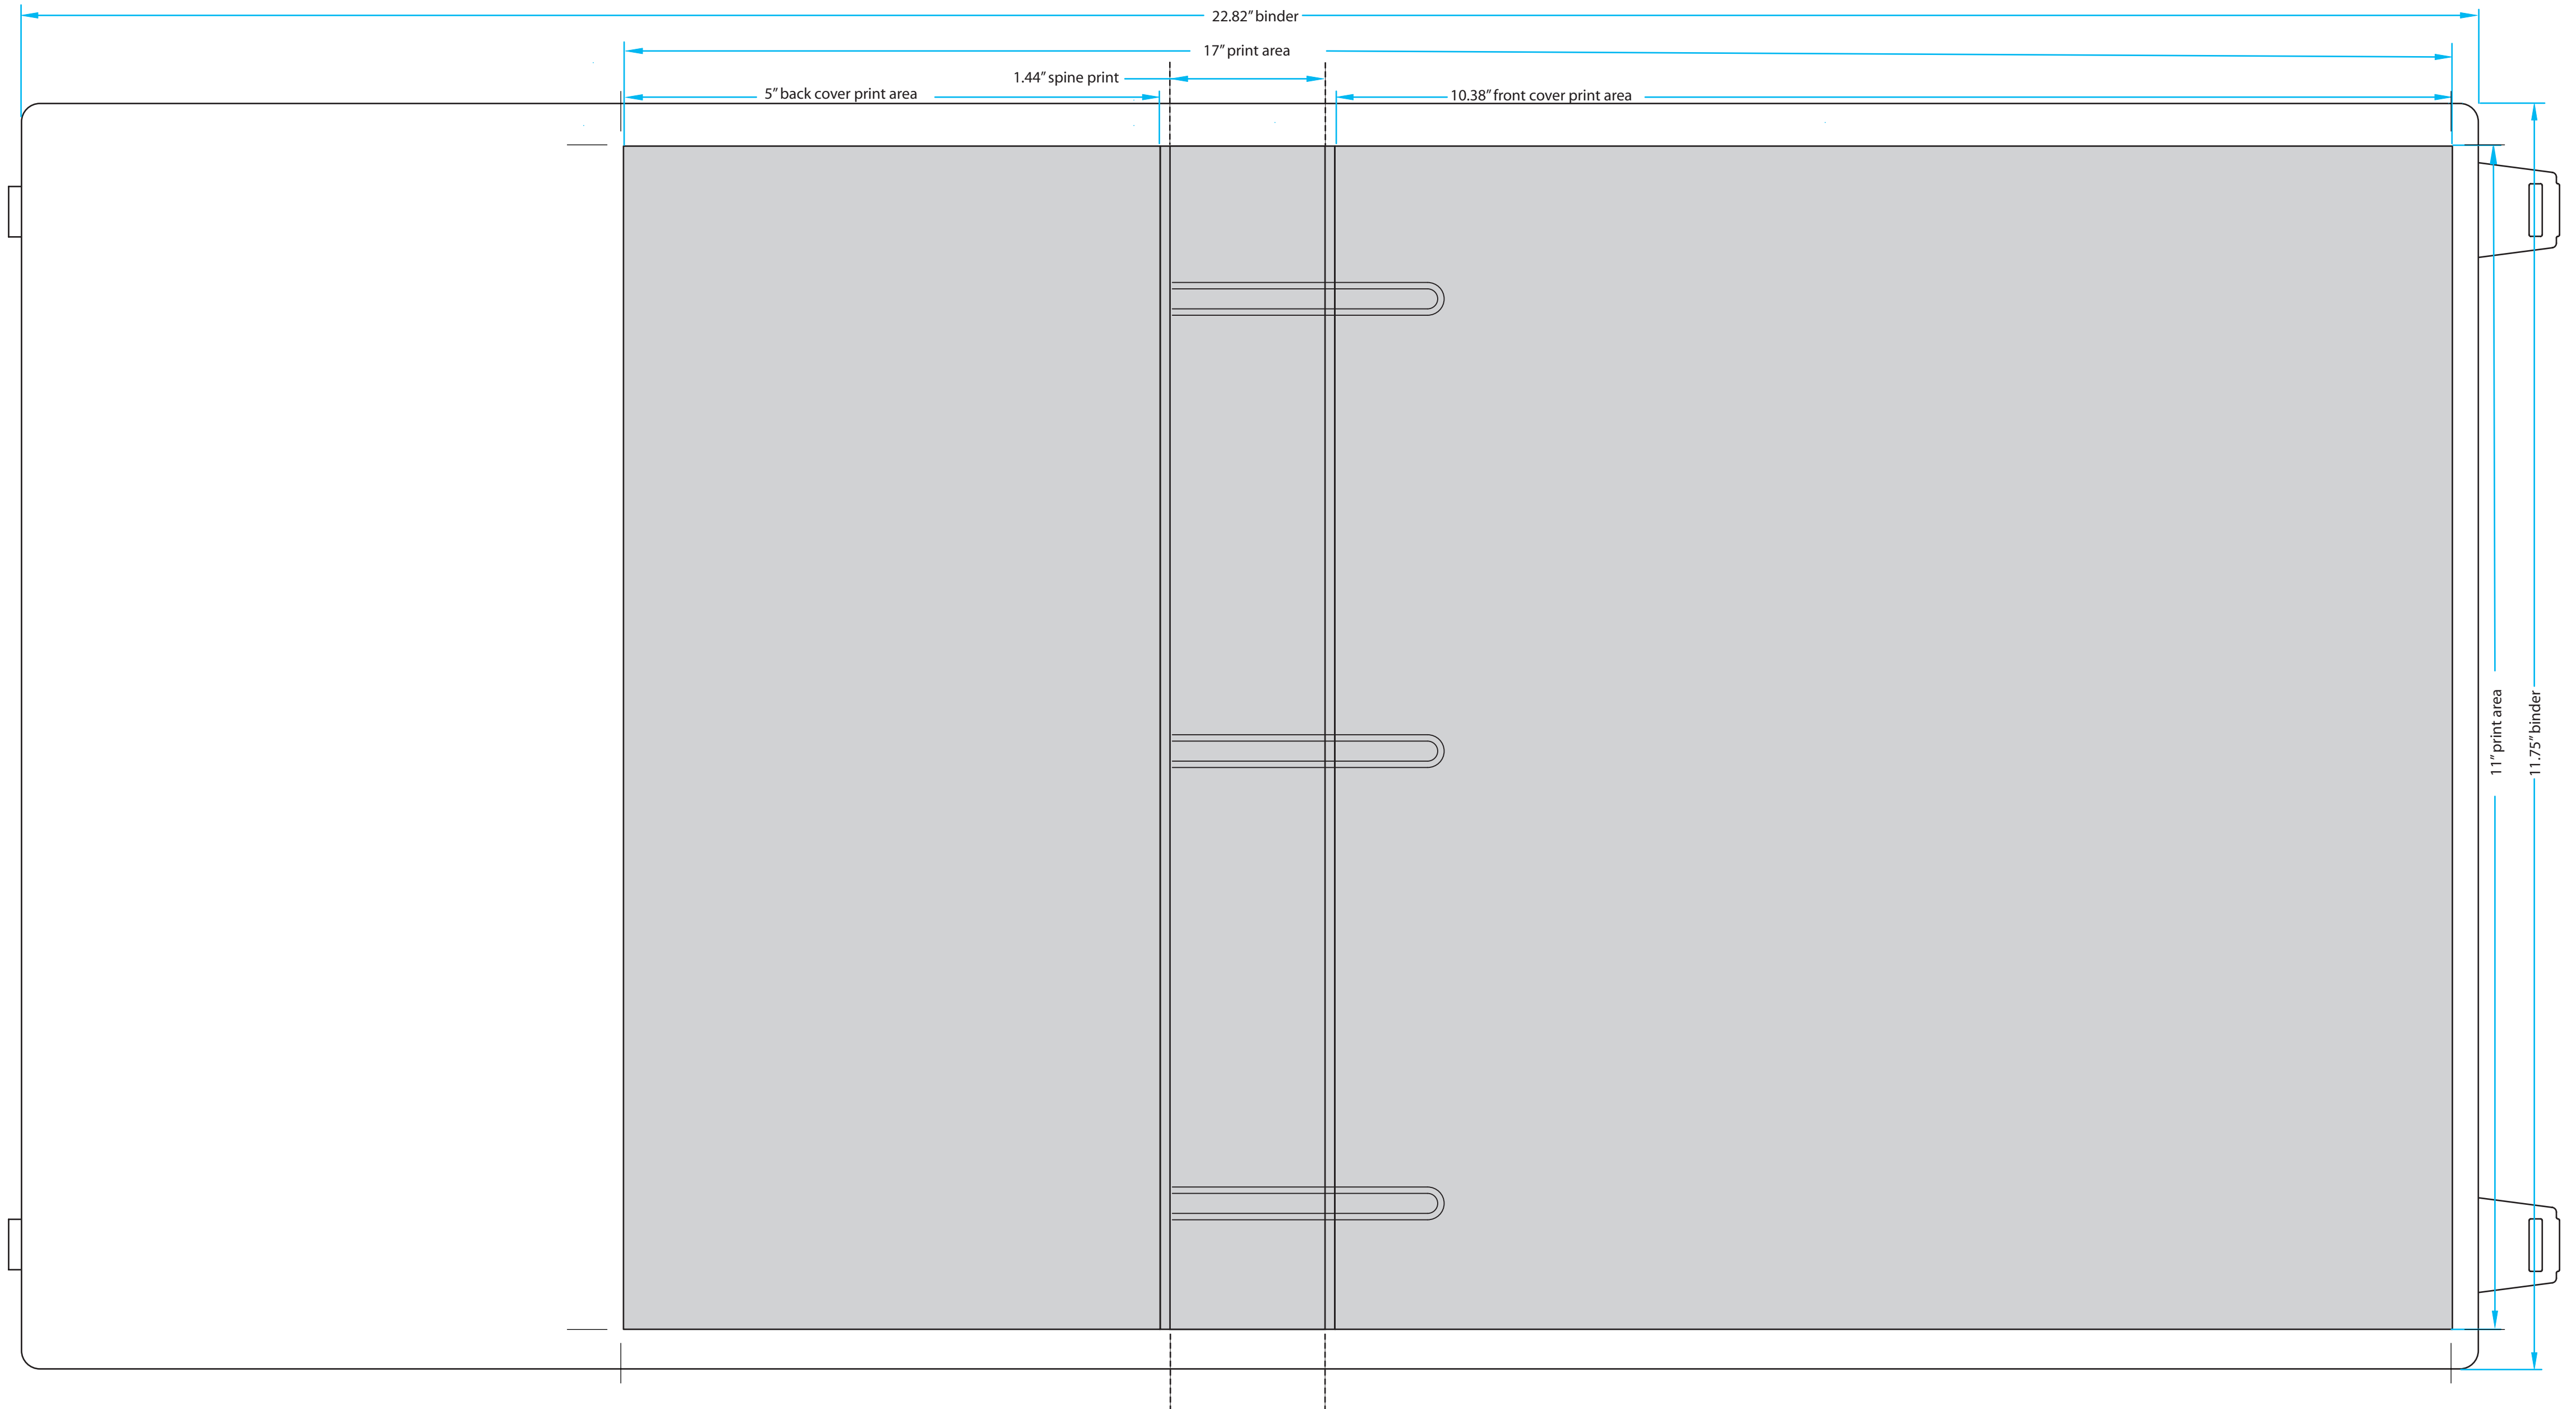 22.82” binder
17” print area
1.44” spine print
5” back cover print area
10.38” front cover print area
11” print area
11.75” binder